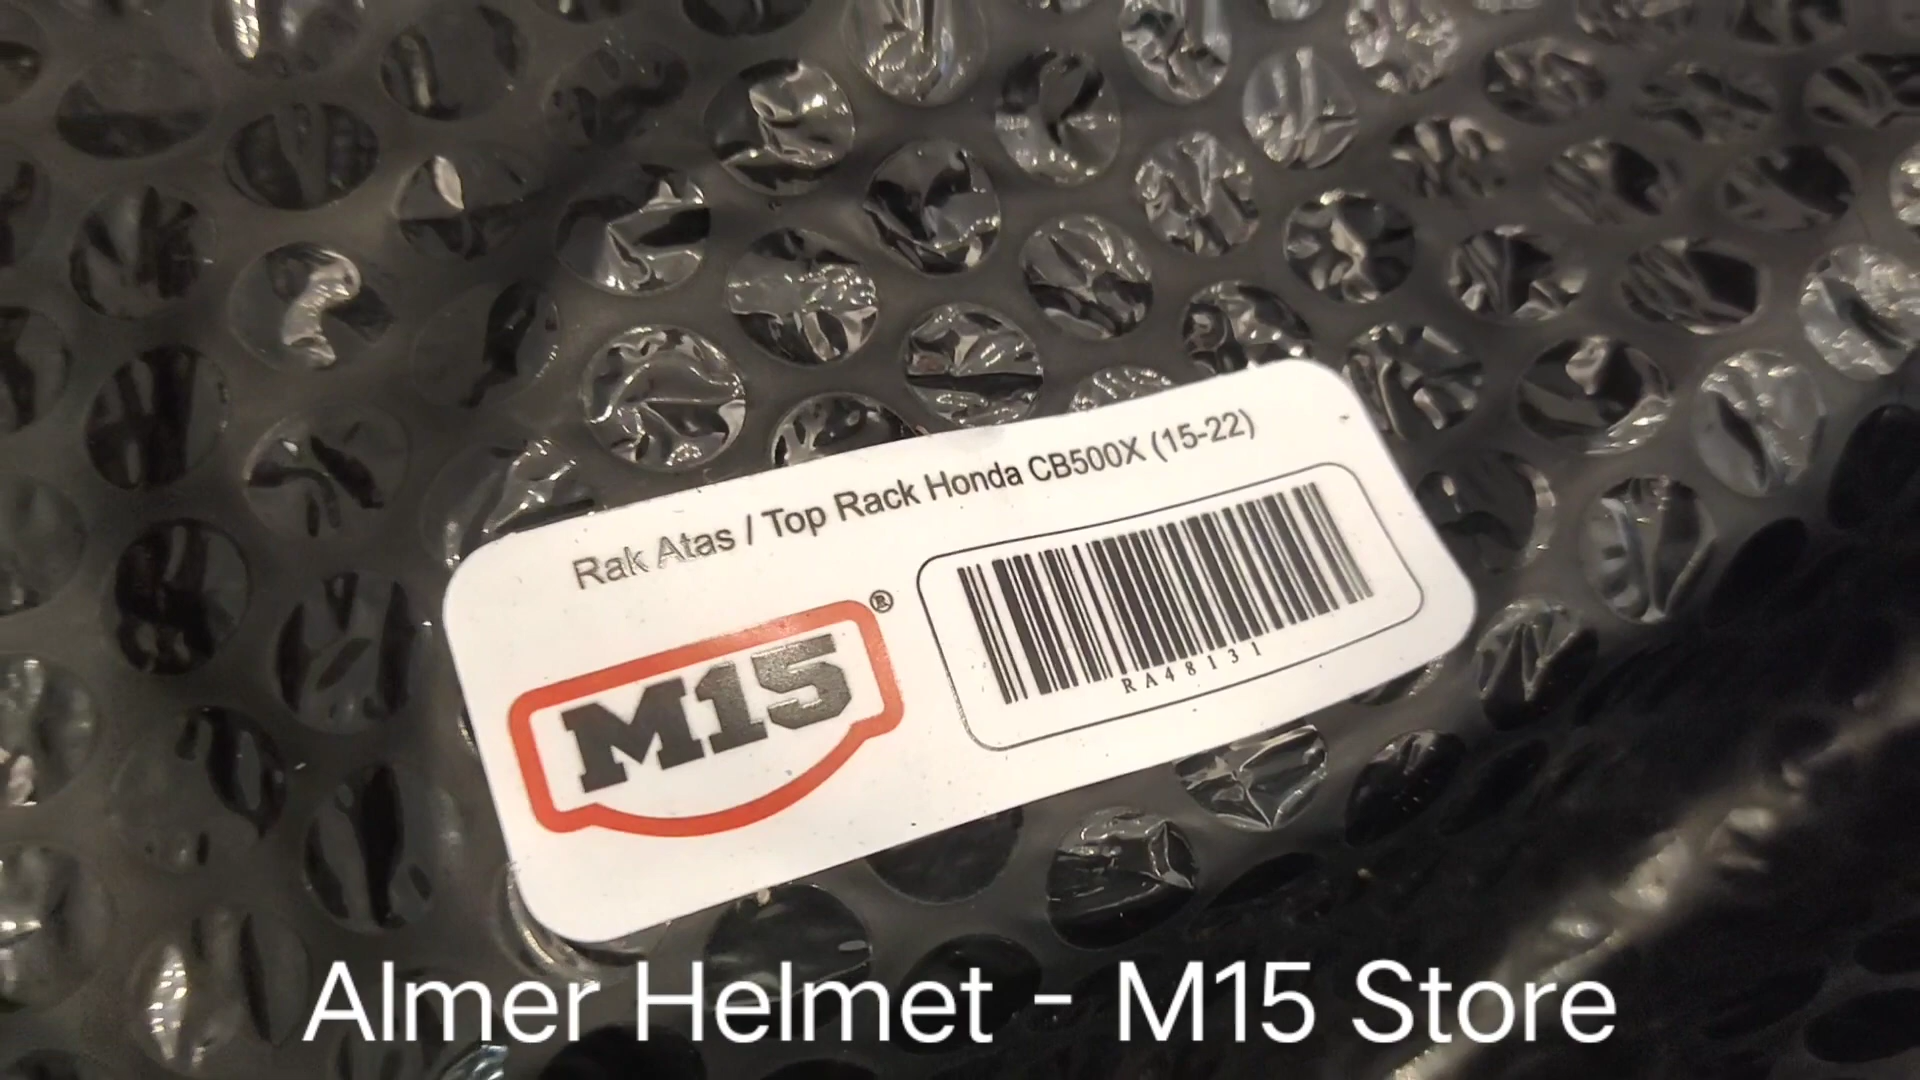 Rak Atas / Top Rack Honda CB500X (15-22)
M15®
RA48131
Almer Helmet - M15 Store